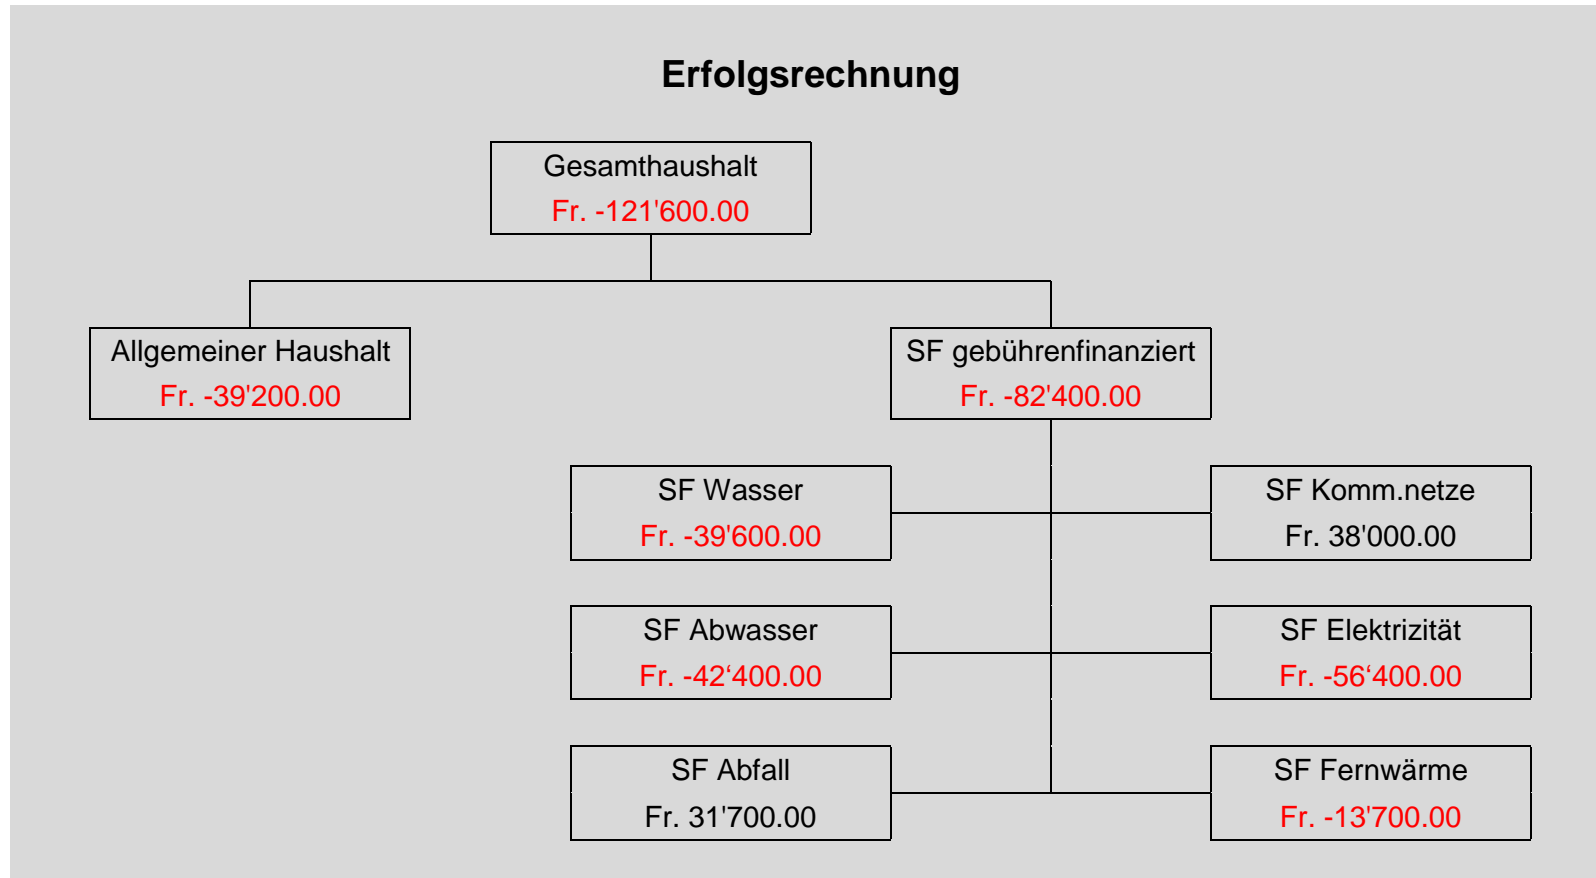 Erfolgsrechnung
Gesamthaushalt
Fr. -121'600.00
Allgemeiner Haushalt
Fr. -39'200.00
SF gebührenfinanziert
Fr. -82'400.00
SF Wasser
Fr. -39'600.00
SF Komm.netze
Fr. 38'000.00
SF Abwasser
Fr. -42‘400.00
SF Elektrizität
Fr. -56‘400.00
SF Abfall
Fr. 31'700.00
SF Fernwärme
Fr. -13'700.00